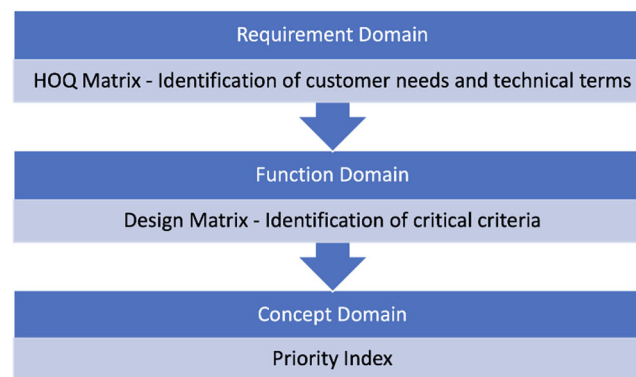 Requirement Domain
HOQ Matrix - Identification of customer needs and technical terms
Function Domain
Design Matrix - Identification of critical criteria
Concept Domain
Priority Index